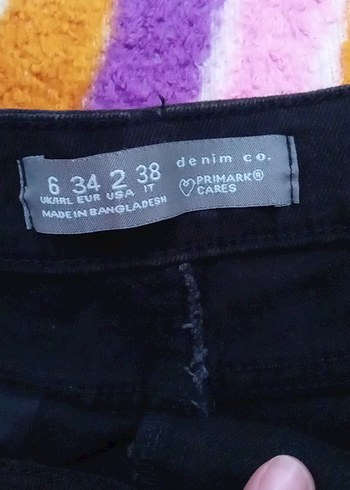 denim co.
6 34 2 38
UK/IRL EUR USA IT
MADE IN BANGLADESH
PRIMARK®
CARES